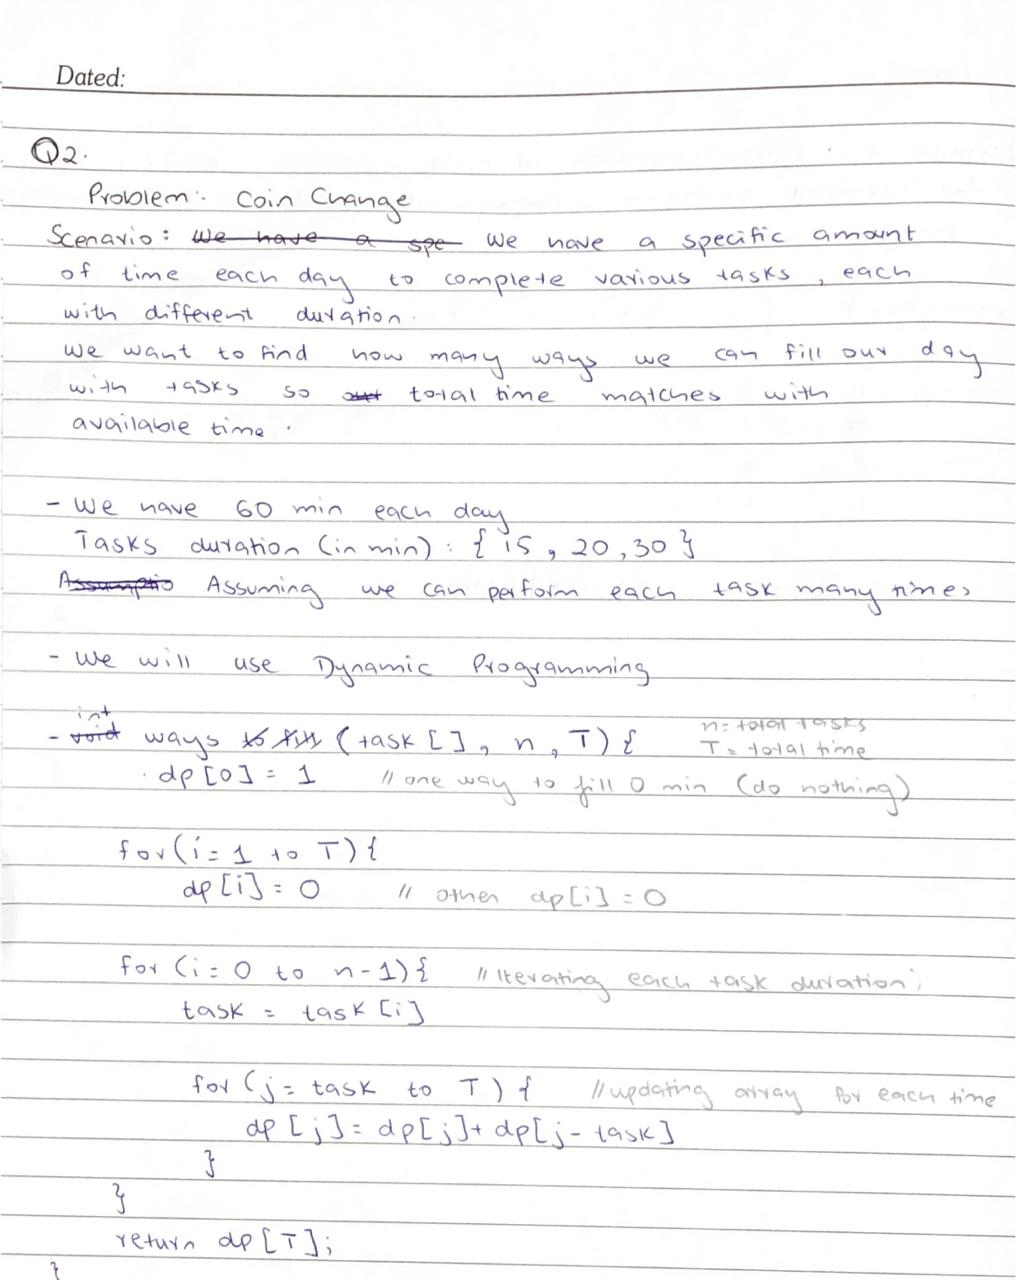 Dated:
Q2.
Problem: Coin Change
Scenario: We have a spe We have a specific amount
of time each day to complete various tasks, each
with different duration.
We want to find how many ways we can fill our day
with tasks so out total time matches with
available time.
- We have 60 min each day
Tasks duration (in min): { 15, 20, 30 }
Assumptio Assuming we can perform each task many times
- We will use Dynamic Programming
int
- void ways (task [], n, T) {
n = total tasks
T = total time
dp [0] = 1 // one way to fill 0 min (do nothing)
for (i = 1 to T) {
dp [i] = 0 // other dp[i] = 0
for (i = 0 to n-1) { // Iterating each task duration;
task = task [i]
for (j = task to T) { // updating array for each time
dp [j] = dp[j] + dp[j - task]
}
}
return dp [T];
}